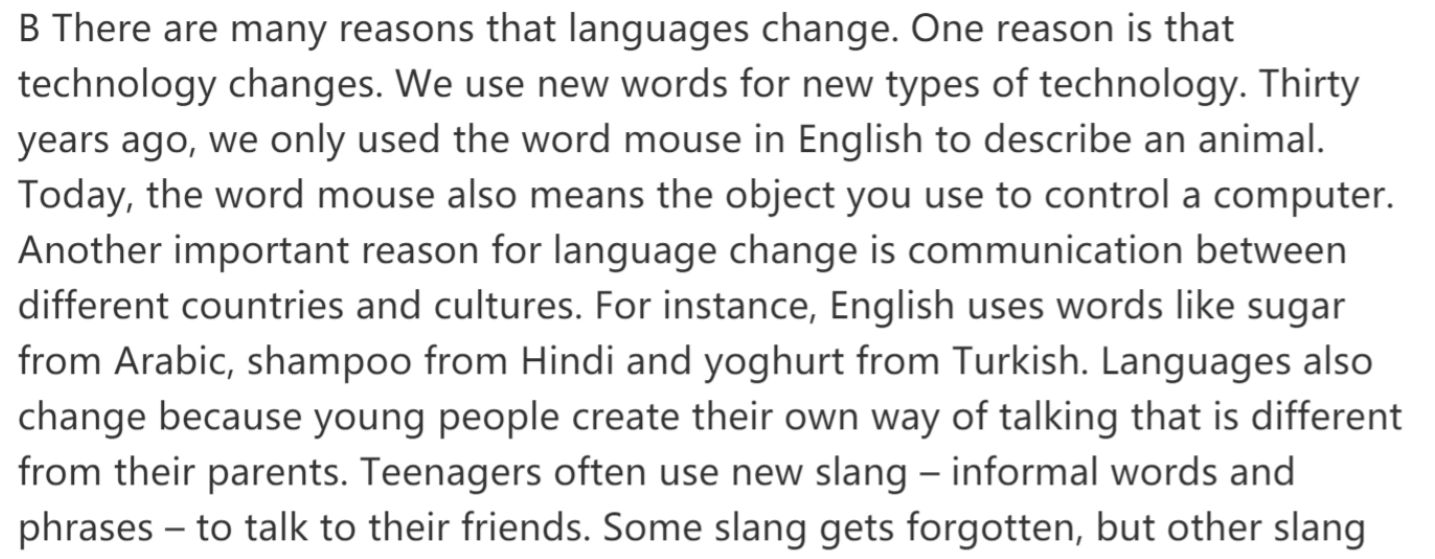 B There are many reasons that languages change. One reason is that
technology changes. We use new words for new types of technology. Thirty
years ago, we only used the word mouse in English to describe an animal.
Today, the word mouse also means the object you use to control a computer.
Another important reason for language change is communication between
different countries and cultures. For instance, English uses words like sugar
from Arabic, shampoo from Hindi and yoghurt from Turkish. Languages also
change because young people create their own way of talking that is different
from their parents. Teenagers often use new slang – informal words and
phrases – to talk to their friends. Some slang gets forgotten, but other slang